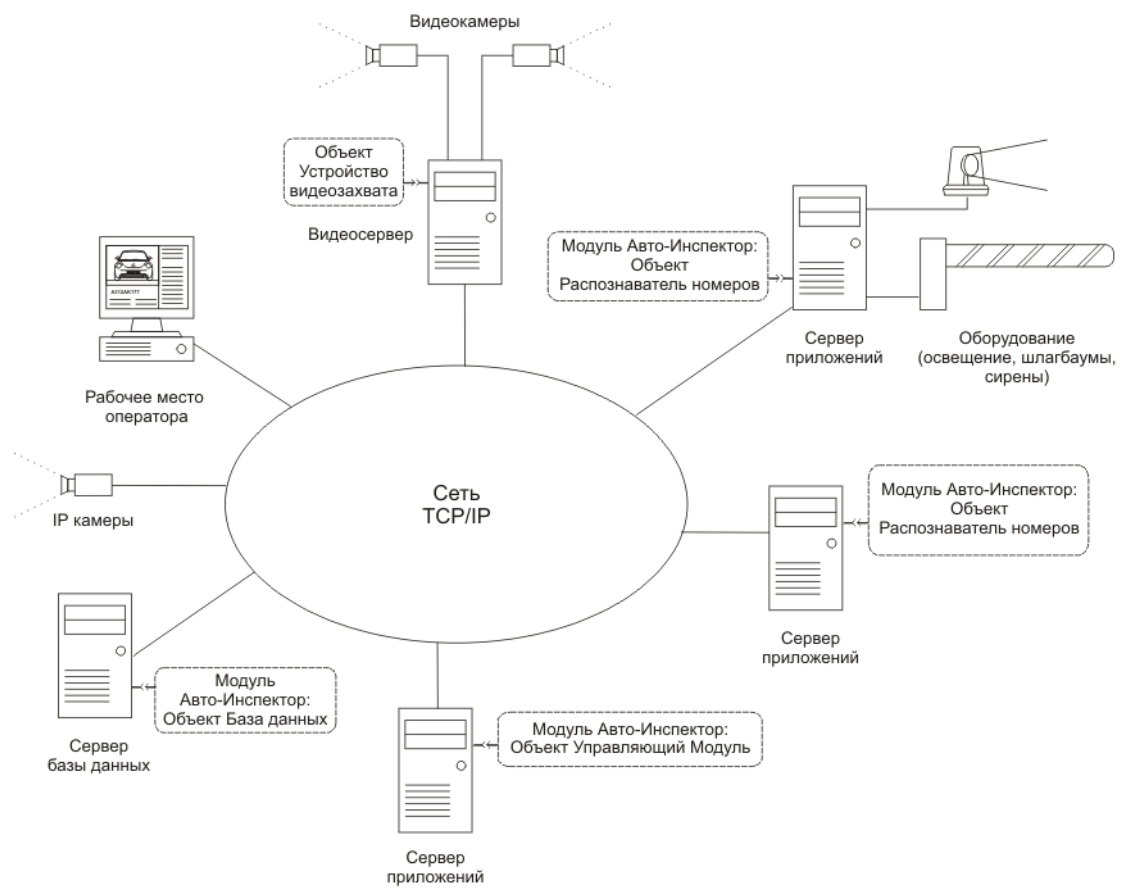 Видеокамеры
Объект
Устройство
видеозахвата
Видеосервер
Модуль Авто-Инспектор:
Объект
Распознаватель номеров
Сервер
приложений
Оборудование
(освещение, шлагбаумы,
сирены)
Рабочее место
оператора
IP камеры
Сеть
TCP/IP
Модуль Авто-Инспектор:
Объект
Распознаватель номеров
Сервер
приложений
Модуль
Авто-Инспектор:
Объект База данных
Сервер
базы данных
Модуль Авто-Инспектор:
Объект Управляющий Модуль
Сервер
приложений